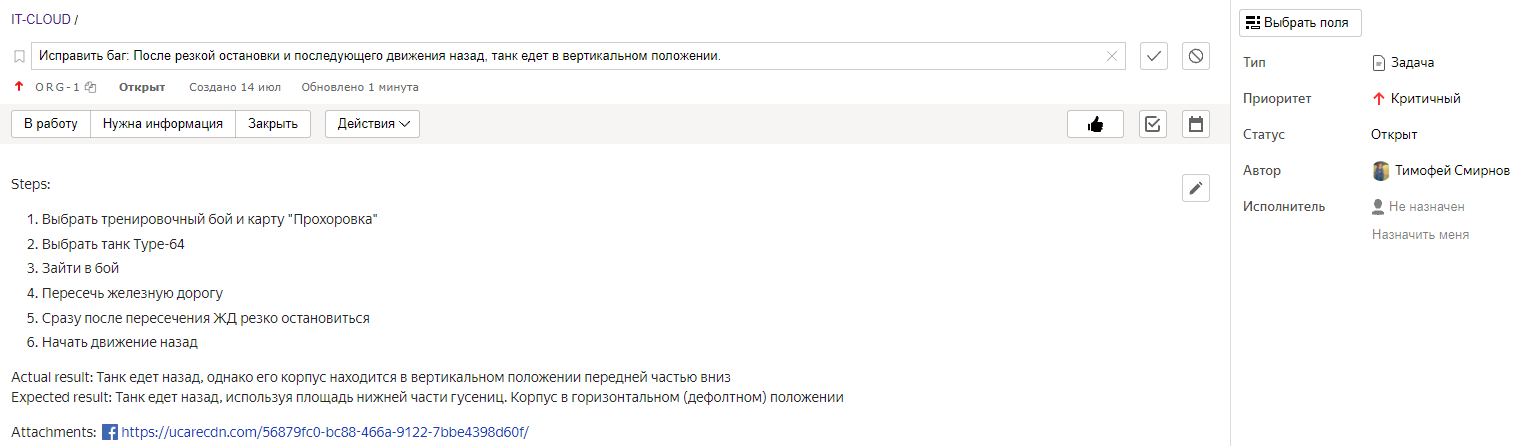 IT-CLOUD /
Выбрать поля
Исправить баг: После резкой остановки и последующего движения назад, танк едет в вертикальном положении.
ORG-1 Открыт Создано 14 июл Обновлено 1 минута
Тип Задача
Приоритет Критичный
Статус Открыт
Автор Тимофей Смирнов
Исполнитель Не назначен
Назначить меня
В работу Нужна информация Закрыть Действия
Steps:
1. Выбрать тренировочный бой и карту "Прохоровка"
2. Выбрать танк Type-64
3. Зайти в бой
4. Пересечь железную дорогу
5. Сразу после пересечения ЖД резко остановиться
6. Начать движение назад
Actual result: Танк едет назад, однако его корпус находится в вертикальном положении передней частью вниз
Expected result: Танк едет назад, используя площадь нижней части гусениц. Корпус в горизонтальном (дефолтном) положении
Attachments: https://ucarecdn.com/56879fc0-bc88-466a-9122-7bbe4398d60f/